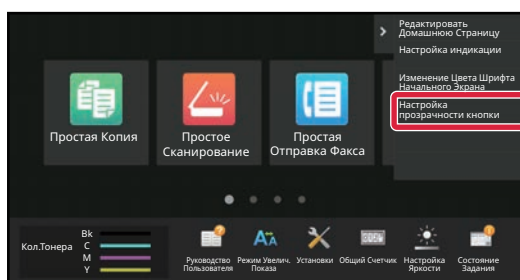 Редактировать
Домашнюю Страницу
Настройка индикации
Изменение Цвета Шрифта
Начального Экрана
Настройка
прозрачности кнопки
Простая Копия
Простое
Сканирование
Простая
Отправка Факса
Кол.Тонера
Bk
C
M
Y
Руководство
Пользователя
Режим Увелич.
Показа
Установки
Общий Счетчик
Настройка
Яркости
Состояние
Задания